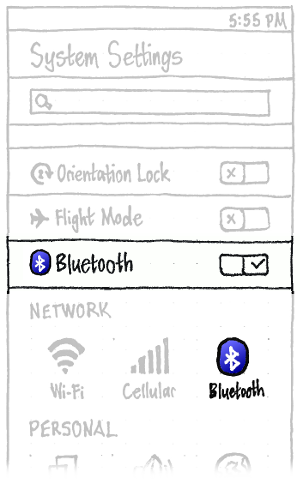 5:55 PM
System Settings
Orientation Lock
Flight Mode
Bluetooth
NETWORK
Wi-Fi Cellular Bluetooth
PERSONAL